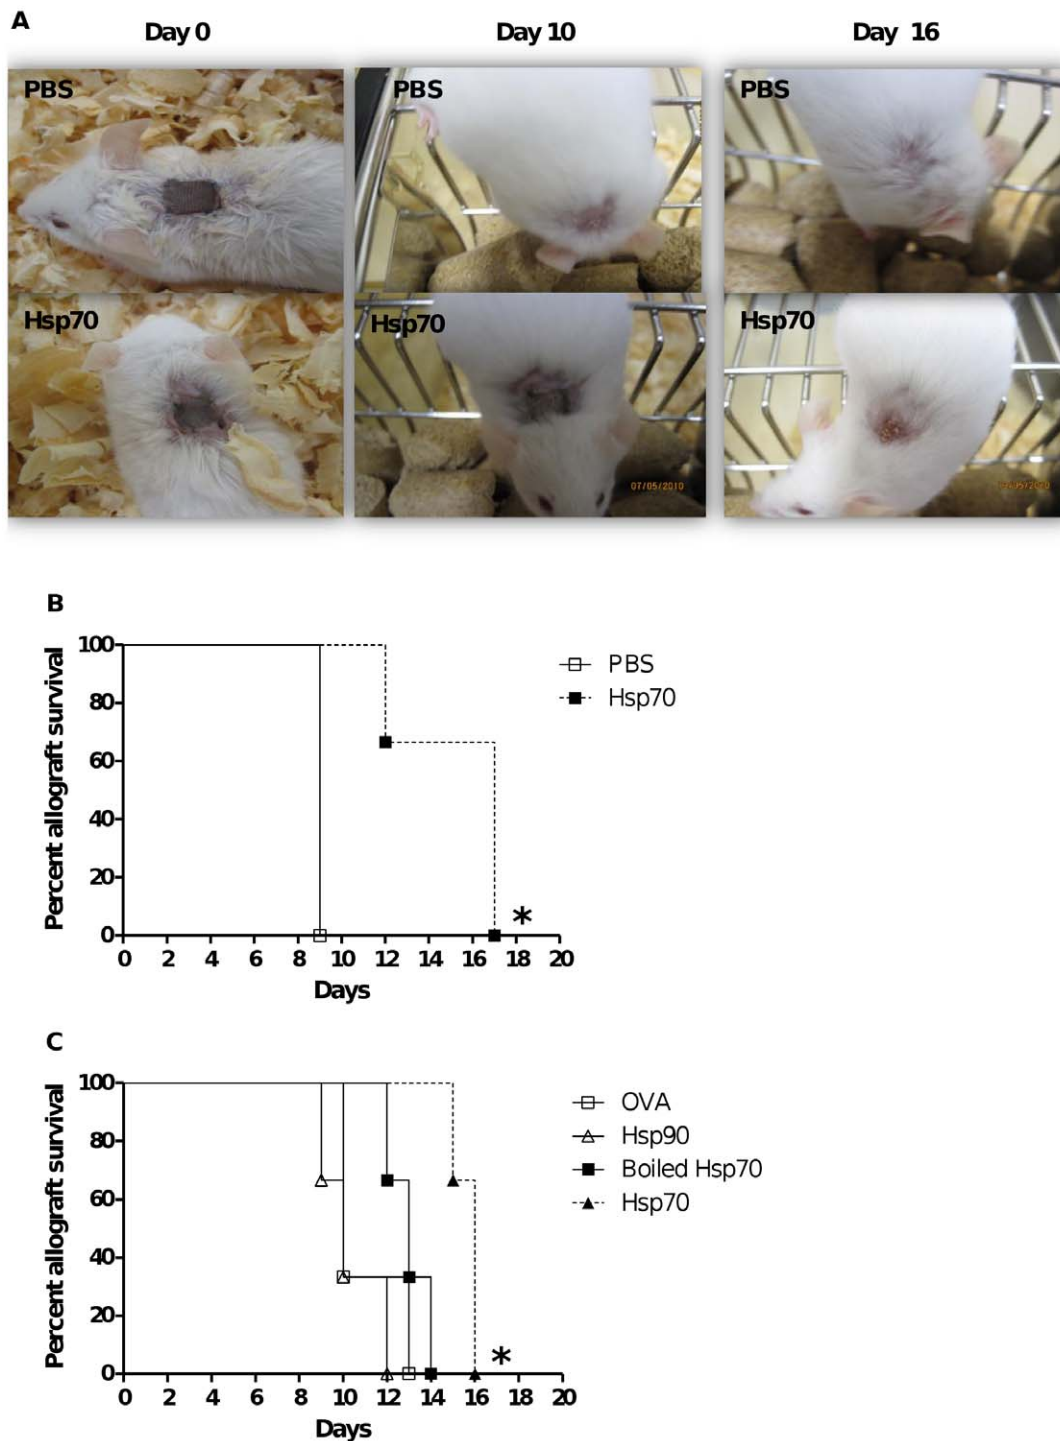 A
Day 0 Day 10 Day 16
PBS PBS PBS
Hsp70 Hsp70 Hsp70
07/05/2010
B
Percent allograft survival
100
80
60
40
20
0
0 2 4 6 8 10 12 14 16 18 20
Days
PBS
Hsp70
*
C
Percent allograft survival
100
80
60
40
20
0
0 2 4 6 8 10 12 14 16 18 20
Days
OVA
Hsp90
Boiled Hsp70
Hsp70
*